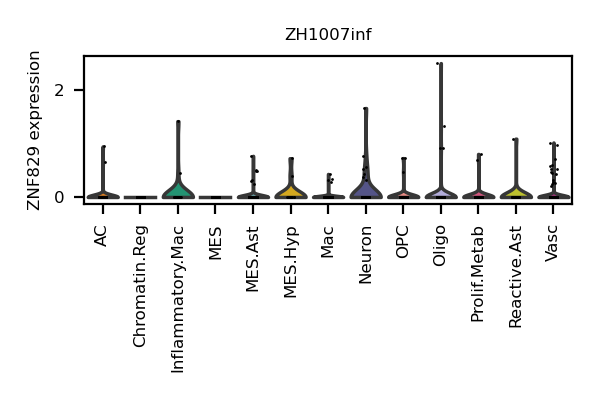 ZH1007inf
ZNF829 expression
2
0
AC
Chromatin.Reg
Inflammatory.Mac
MES
MES.Ast
MES.Hyp
Mac
Neuron
OPC
Oligo
Prolif.Metab
Reactive.Ast
Vasc